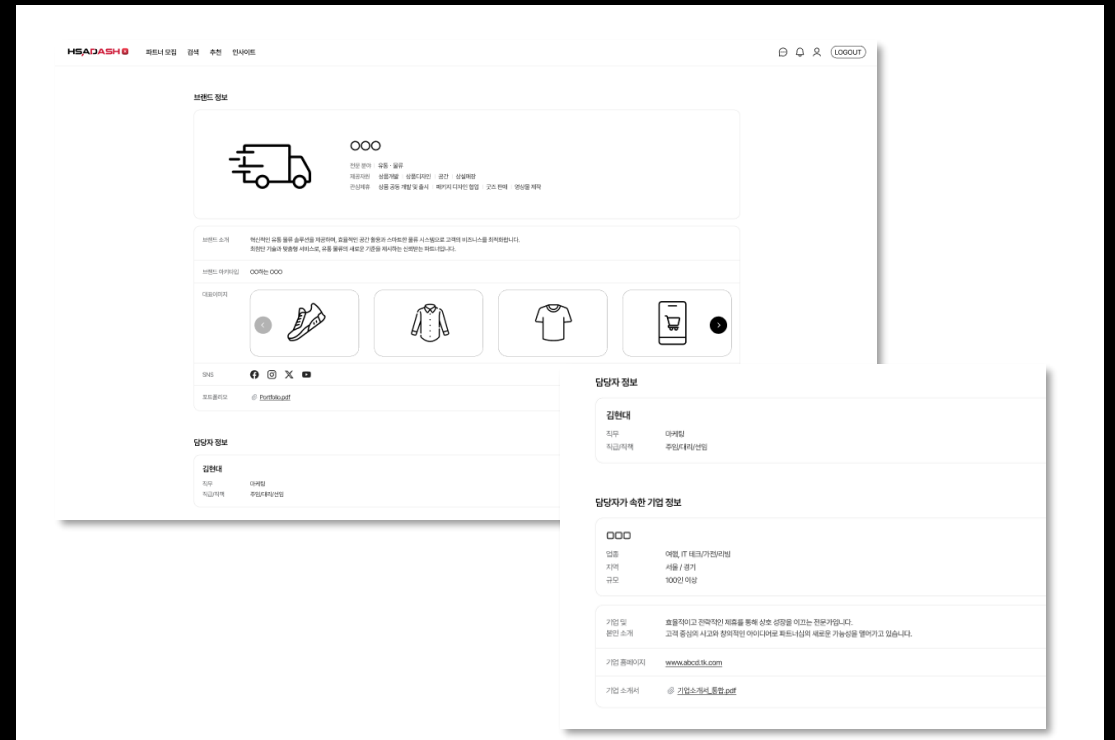 HSADASH
파트너 모집 검색 추천 인사이트
LOGOUT
브랜드 정보
○○○
전문 분야 유통·물류
제공자원 상품개발 상품디자인 공간 상설매장
관심제휴 상품 공동 개발 및 출시 패키지 디자인 협업 굿즈 판매 영상물 제작
브랜드 소개 혁신적인 유통 물류 솔루션을 제공하며, 효율적인 공간 활용과 스마트한 물류 시스템으로 고객의 비즈니스를 최적화합니다.
최첨단 기술과 맞춤형 서비스로, 유통 물류의 새로운 기준을 제시하는 신뢰받는 파트너입니다.
브랜드 아키타입 OO하는 OOO
대표이미지
SNS
포트폴리오 Portfolio.pdf
담당자 정보
김현대
직무 마케팅
직급/직책 주임/대리/선임
담당자 정보
김현대
직무 마케팅
직급/직책 주임/대리/선임
담당자가 속한 기업 정보
□□□
업종 여행, IT 테크/가전/리빙
지역 서울 / 경기
규모 100인 이상
기업 및 효율적이고 전략적인 제휴를 통해 상호 성장을 이끄는 전문가입니다.
본인 소개 고객 중심의 사고와 창의적인 아이디어로 파트너십의 새로운 가능성을 열어가고 있습니다.
기업 홈페이지 www.abcd.tk.com
기업 소개서 기업소개서_통합.pdf